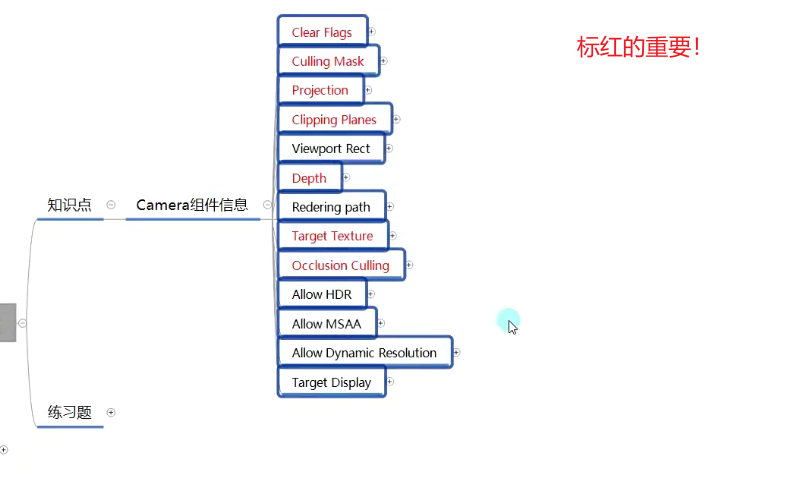 标红的重要！
知识点
Camera组件信息
Clear Flags
Culling Mask
Projection
Clipping Planes
Viewport Rect
Depth
Redering path
Target Texture
Occlusion Culling
Allow HDR
Allow MSAA
Allow Dynamic Resolution
Target Display
练习题